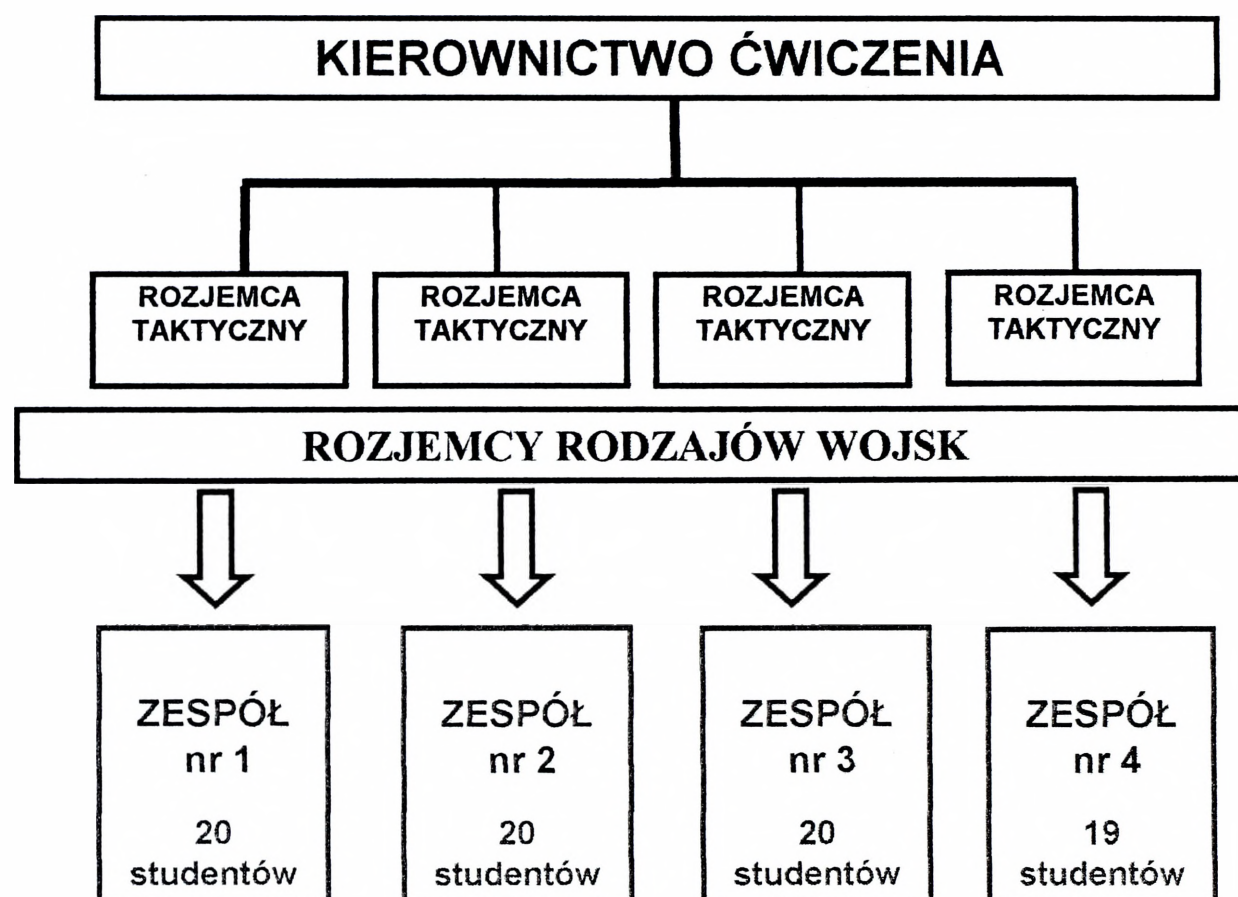 KIEROWNICTWO ĆWICZENIA
ROZJEMCA
TAKTYCZNY
ROZJEMCA
TAKTYCZNY
ROZJEMCA
TAKTYCZNY
ROZJEMCA
TAKTYCZNY
ROZJEMCY RODZAJÓW WOJSK
ZESPÓŁ
nr 1
20
studentów
ZESPÓŁ
nr 2
20
studentów
ZESPÓŁ
nr 3
20
studentów
ZESPÓŁ
nr 4
19
studentów